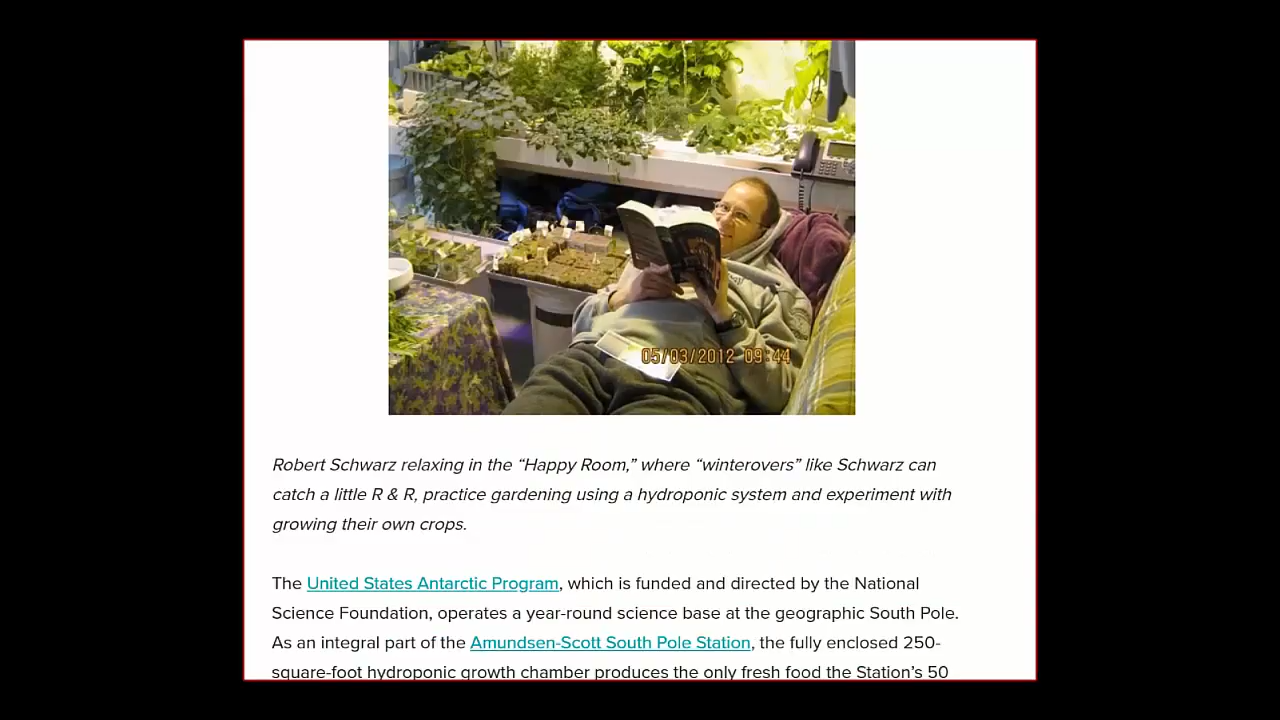 05/03/2012 09:44
Robert Schwarz relaxing in the “Happy Room,” where “winterovers” like Schwarz can
catch a little R & R, practice gardening using a hydroponic system and experiment with
growing their own crops.
The United States Antarctic Program, which is funded and directed by the National
Science Foundation, operates a year-round science base at the geographic South Pole.
As an integral part of the Amundsen-Scott South Pole Station, the fully enclosed 250-
square-foot hydroponic growth chamber produces the only fresh food the Station’s 50